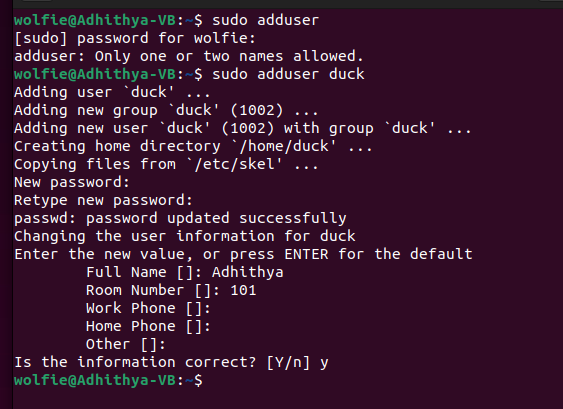 wolfie@Adhithya-VB:~$ sudo adduser
[sudo] password for wolfie:
adduser: Only one or two names allowed.
wolfie@Adhithya-VB:~$ sudo adduser duck
Adding user `duck' ...
Adding new group `duck' (1002) ...
Adding new user `duck' (1002) with group `duck' ...
Creating home directory `/home/duck' ...
Copying files from `/etc/skel' ...
New password:
Retype new password:
passwd: password updated successfully
Changing the user information for duck
Enter the new value, or press ENTER for the default
        Full Name []: Adhithya
        Room Number []: 101
        Work Phone []:
        Home Phone []:
        Other []:
Is the information correct? [Y/n] y
wolfie@Adhithya-VB:~$